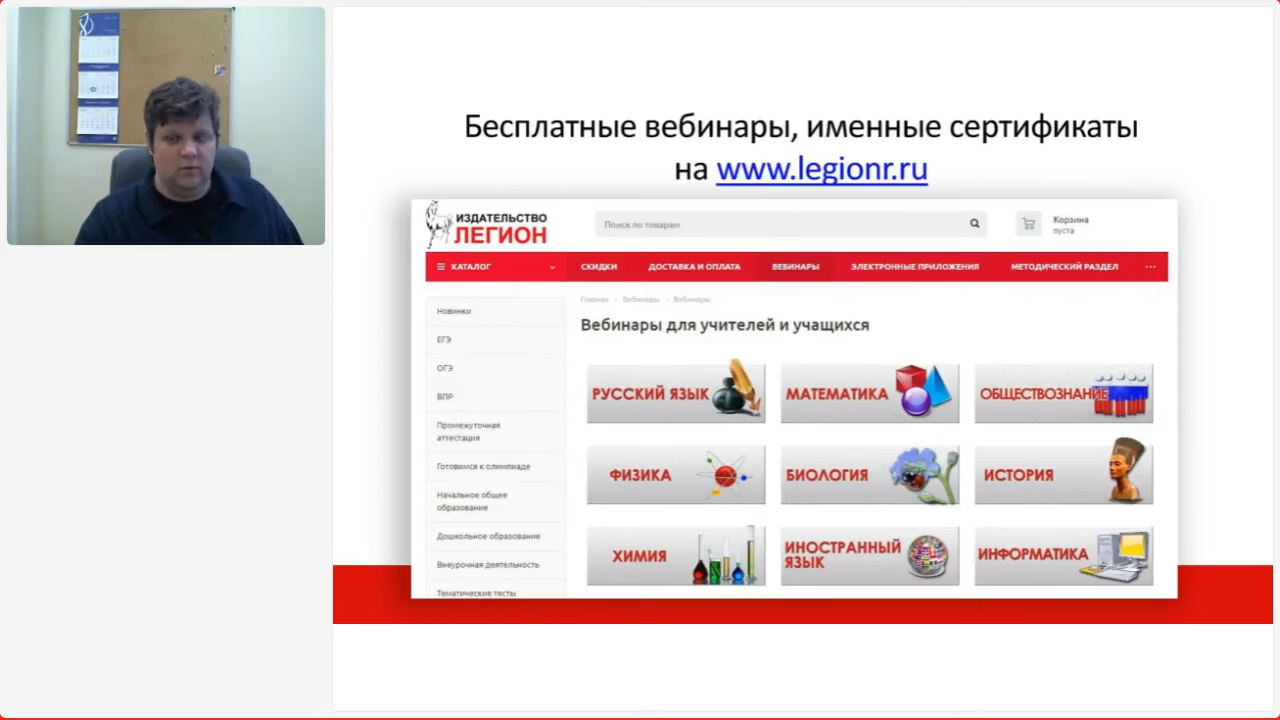 Бесплатные вебинары, именные сертификаты
на www.legionr.ru
ИЗДАТЕЛЬСТВО
ЛЕГИОН
Поиск по товарам
Корзина
пуста
КАТАЛОГ
СКИДКИ
ДОСТАВКА И ОПЛАТА
ВЕБИНАРЫ
ЭЛЕКТРОННЫЕ ПРИЛОЖЕНИЯ
МЕТОДИЧЕСКИЙ РАЗДЕЛ
Главная → Вебинары → Вебинары
Вебинары для учителей и учащихся
Новинки
ЕГЭ
ОГЭ
ВПР
Промежуточная
аттестация
Готовимся к олимпиаде
Начальное общее
образование
Дошкольное образование
Внеурочная деятельность
Тематические тесты
РУССКИЙ ЯЗЫК
МАТЕМАТИКА
ОБЩЕСТВОЗНАНИЕ
ФИЗИКА
БИОЛОГИЯ
ИСТОРИЯ
ХИМИЯ
ИНОСТРАННЫЙ
ЯЗЫК
ИНФОРМАТИКА